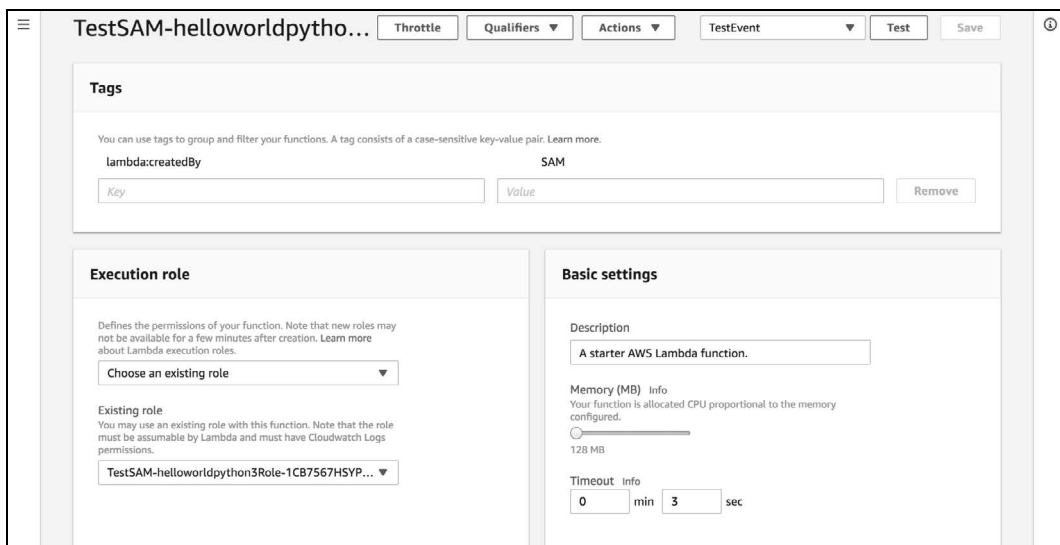 TestSAM-helloworldpytho...
Throttle
Qualifiers
Actions
TestEvent
Test
Save
Tags
You can use tags to group and filter your functions. A tag consists of a case-sensitive key-value pair. Learn more.
lambda:createdBy
SAM
Key
Value
Remove
Execution role
Defines the permissions of your function. Note that new roles may
not be available for a few minutes after creation. Learn more
about Lambda execution roles.
Choose an existing role
Existing role
You may use an existing role with this function. Note that the role
must be assumable by Lambda and must have Cloudwatch Logs
permissions.
TestSAM-helloworldpython3Role-1CB7567HSYP...
Basic settings
Description
A starter AWS Lambda function.
Memory (MB) Info
Your function is allocated CPU proportional to the memory
configured.
128 MB
Timeout Info
0 min 3 sec